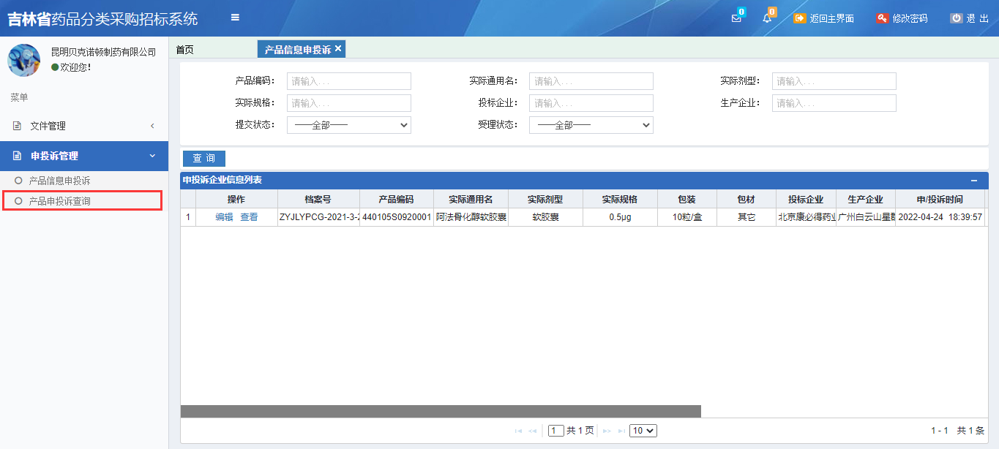 吉林省药品分类采购招标系统
0
0
返回主界面
修改密码
退 出
昆明贝克诺顿制药有限公司
欢迎您!
菜单
文件管理
申投诉管理
产品信息申投诉
产品申投诉查询
首页
产品信息申投诉 ×
产品编码: 请输入... 实际通用名: 请输入... 实际剂型: 请输入...
实际规格: 请输入... 投标企业: 请输入... 生产企业: 请输入...
提交状态: ——全部—— 受理状态: ——全部——
查 询
申投诉企业信息列表
操作 档案号 产品编码 实际通用名 实际剂型 实际规格 包装 包材 投标企业 生产企业 申/投诉时间
1 编辑 查看 ZYJLYPCG-2021-3-2 440105S0920001 阿法骨化醇软胶囊 软胶囊 0.5μg 10粒/盒 其它 北京康必得药业 广州白云山星群 2022-04-24 18:39:57
1 共 1 页 10
1 - 1 共 1 条